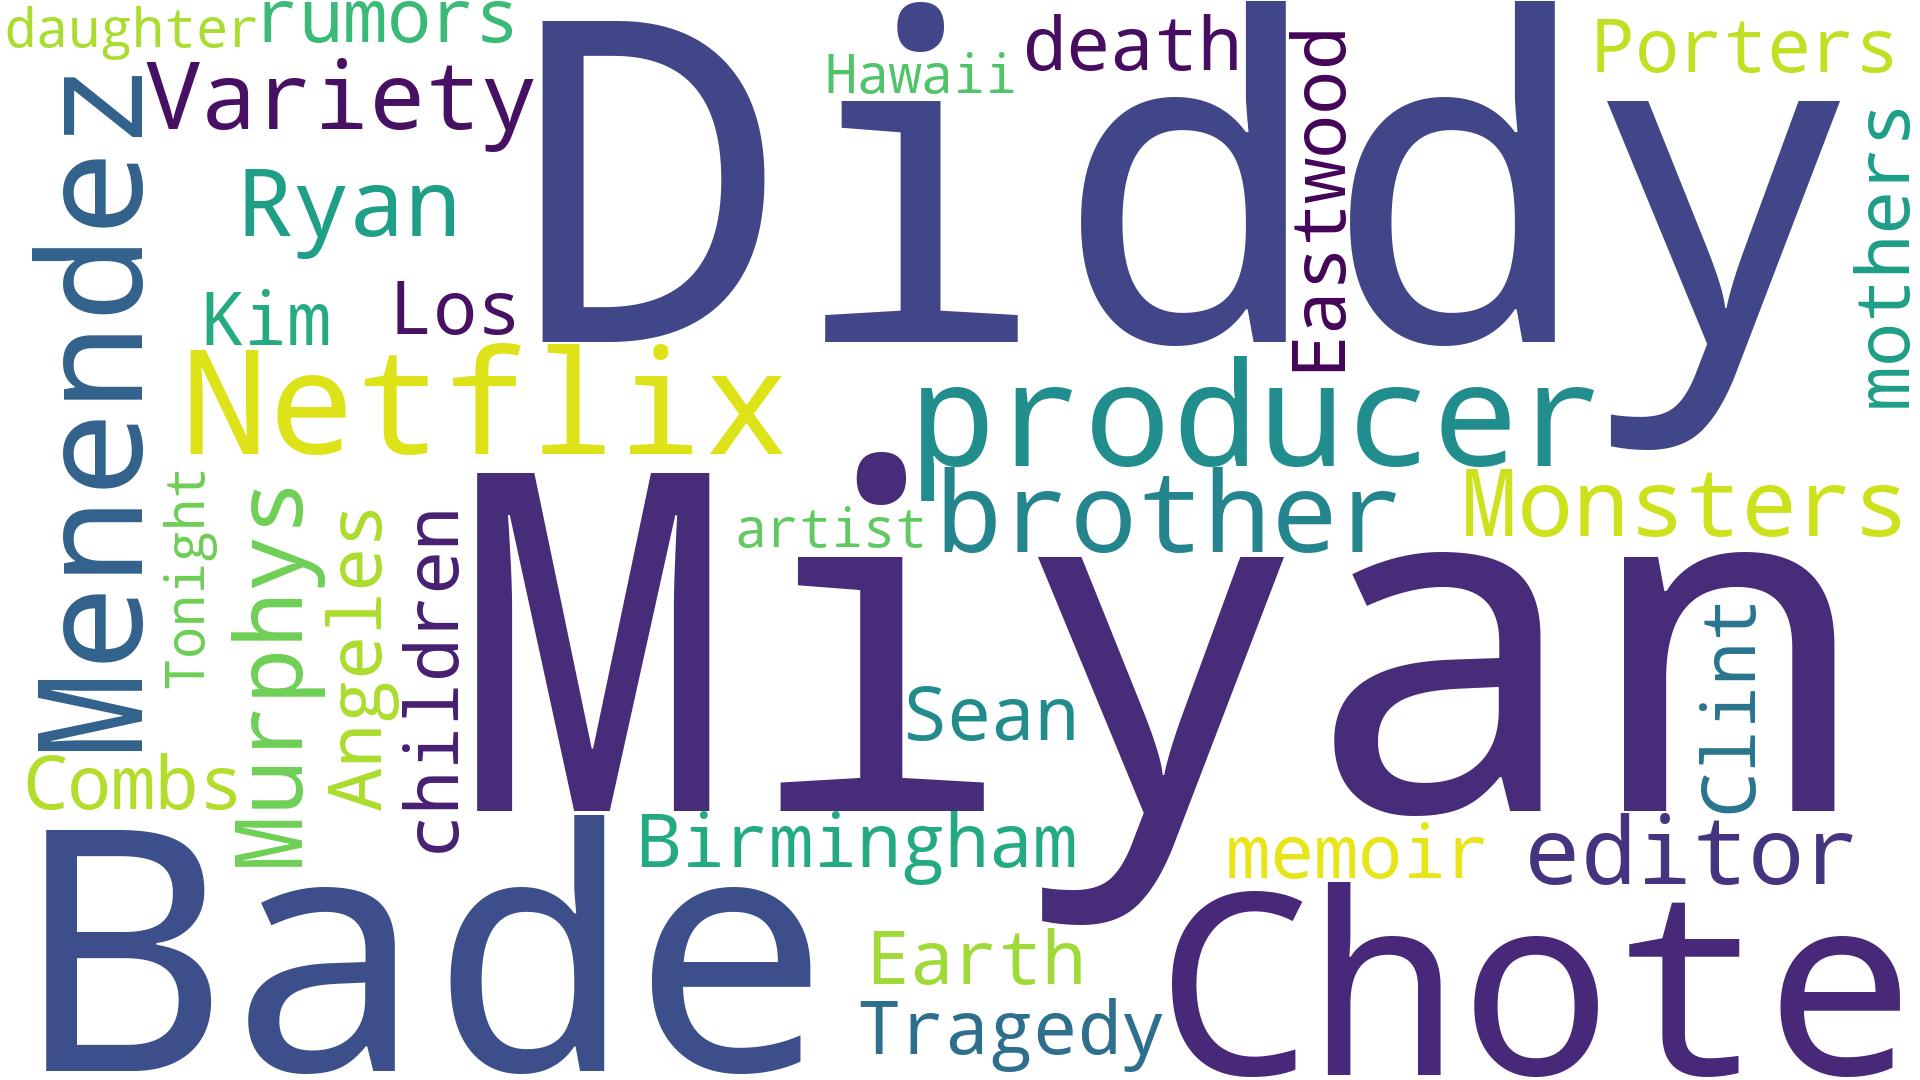 daughter
rumors
Diddy
Hawaii
death
Eastwood
Porters
mothers
Menendez
Variety
Ryan
Kim
Los
Netflix
producer
brother
Monsters
Tonight
Murphys
Angeles
children
Miyan
artist
Sean
Clint
Combs
Birmingham
memoir
editor
Bade
Earth
Tragedy
Chote